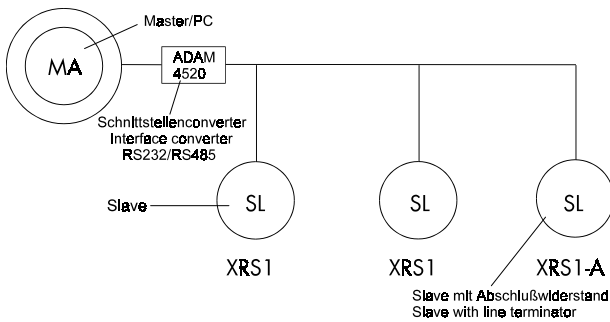 Master/PC
MA
ADAM
4520
Schnittstellenconverter
Interface converter
RS232/RS485
Slave
SL
SL
SL
XRS1
XRS1
XRS1-A
Slave mit Abschlußwiderstand
Slave with line terminator